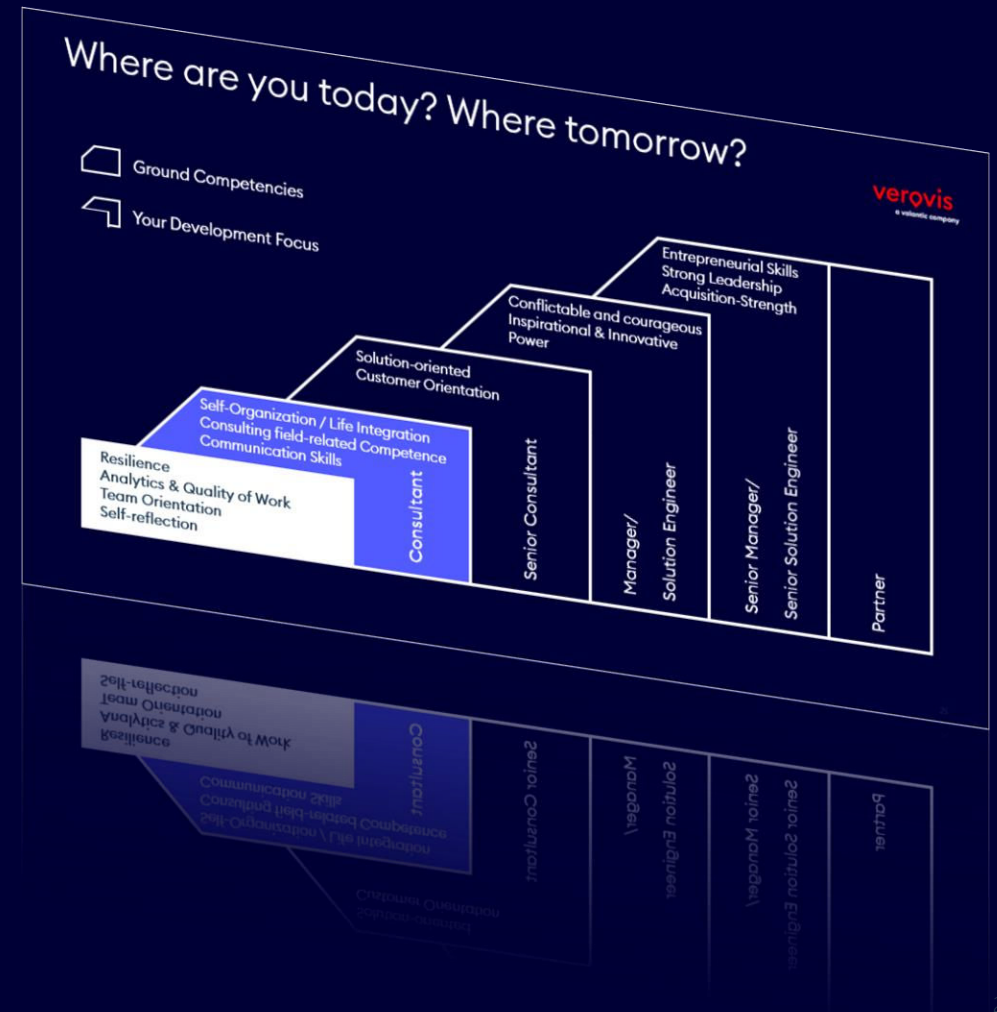 Where are you today? Where tomorrow?
Ground Competencies
Your Development Focus
verovis
a valantic company
Entrepreneurial Skills
Strong Leadership
Acquisition-Strength
Conflictable and courageous
Inspirational & Innovative
Power
Solution-oriented
Customer Orientation
Self-Organization / Life Integration
Consulting field-related Competence
Communication Skills
Resilience
Analytics & Quality of Work
Team Orientation
Self-reflection
Consultant
Senior Consultant
Manager/
Solution Engineer
Senior Manager/
Senior Solution Engineer
Partner